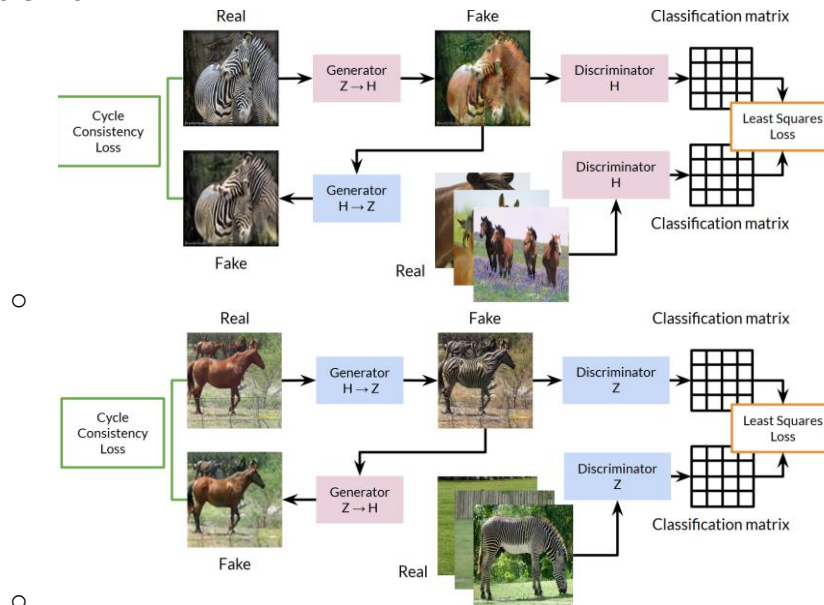 Real
Fake
Classification matrix
Generator
Z → H
Discriminator
H
Cycle
Consistency
Loss
Least Squares
Loss
Generator
H → Z
Discriminator
H
Fake
Real
Classification matrix
Real
Fake
Classification matrix
Generator
H → Z
Discriminator
Z
Cycle
Consistency
Loss
Least Squares
Loss
Generator
Z → H
Discriminator
Z
Fake
Real
Classification matrix